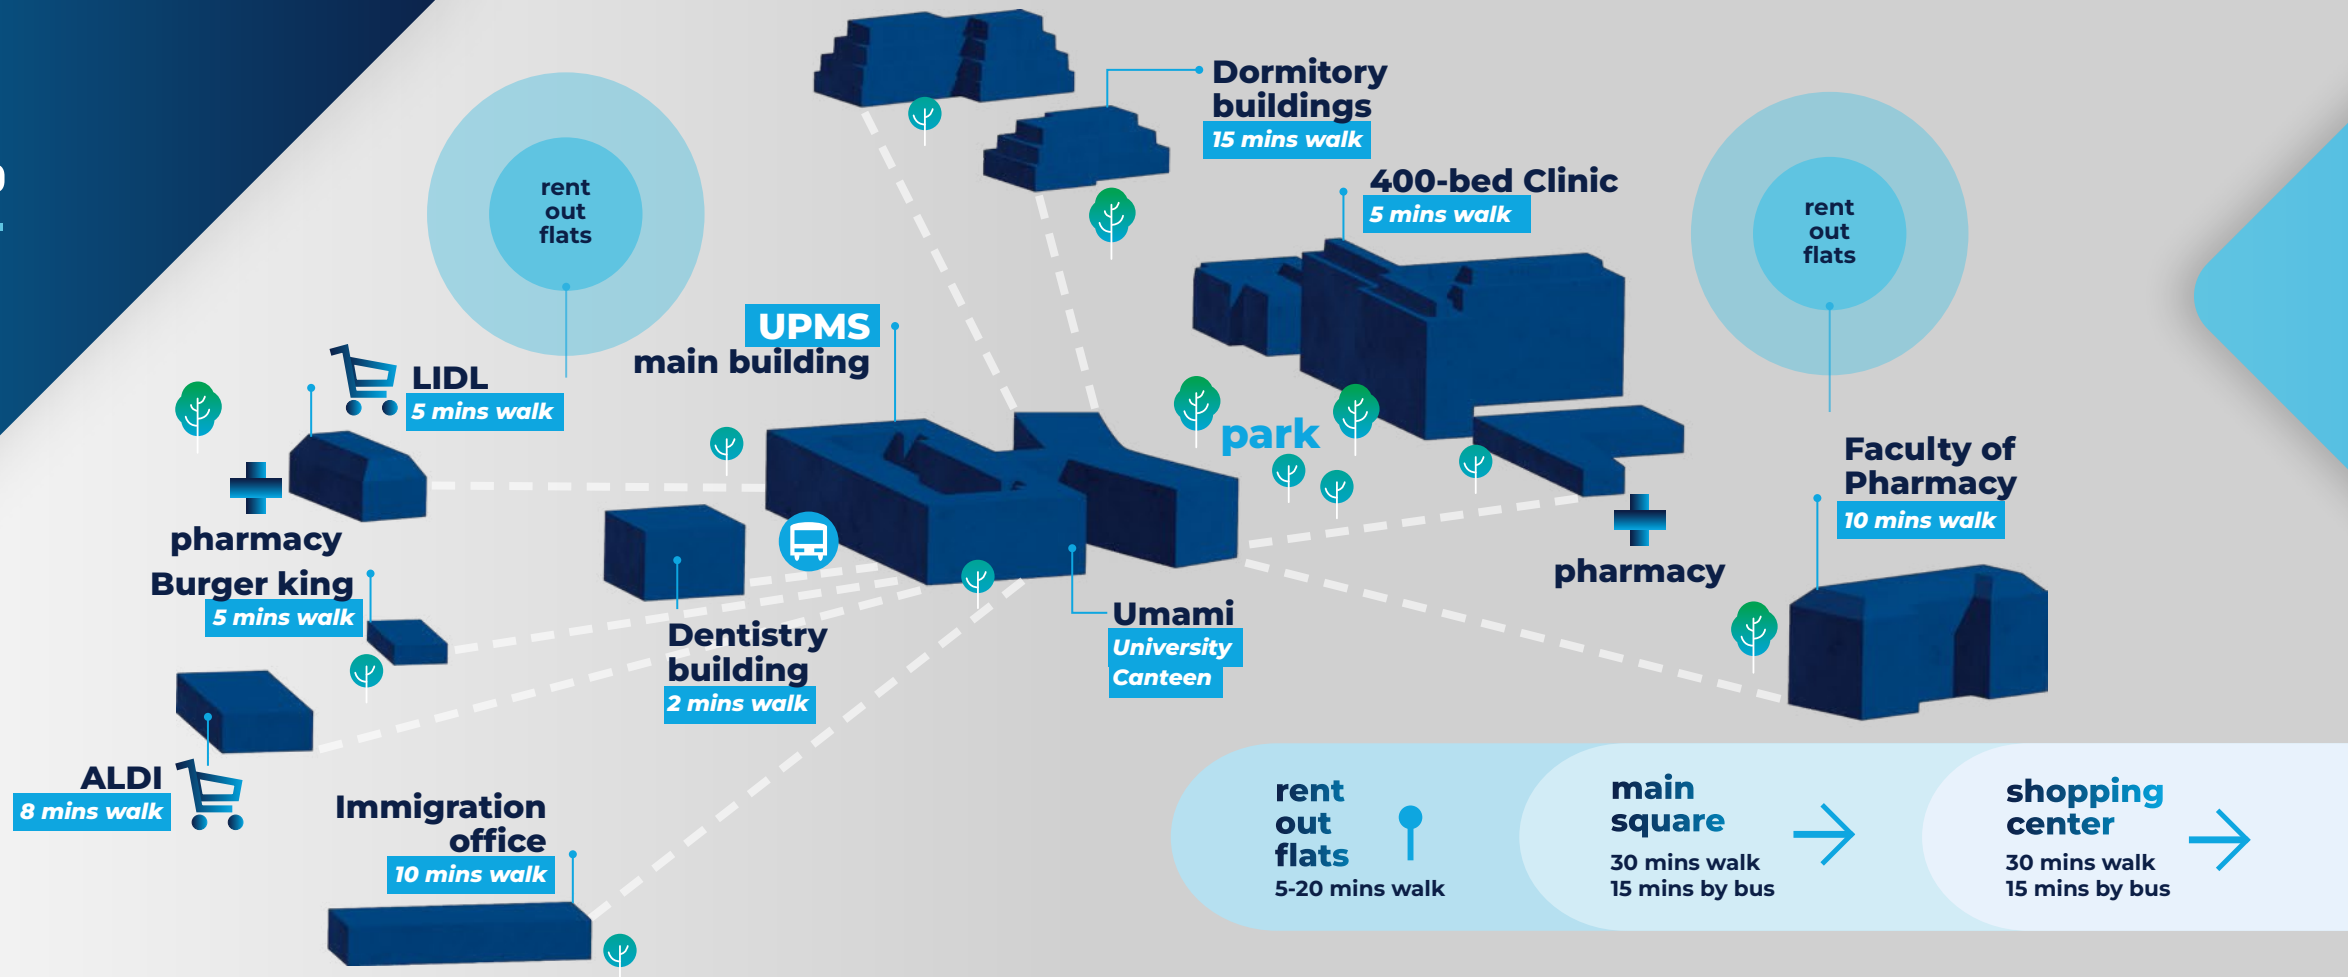 Dormitory
buildings
15 mins walk
400-bed Clinic
5 mins walk
rent
out
flats
rent
out
flats
UPMS
main building
LIDL
5 mins walk
park
Faculty of
Pharmacy
10 mins walk
pharmacy
Burger king
5 mins walk
pharmacy
Umami
University
Canteen
Dentistry
building
2 mins walk
ALDI
8 mins walk
Immigration
office
10 mins walk
rent
out
flats
5-20 mins walk
main
square
30 mins walk
15 mins by bus
shopping
center
30 mins walk
15 mins by bus